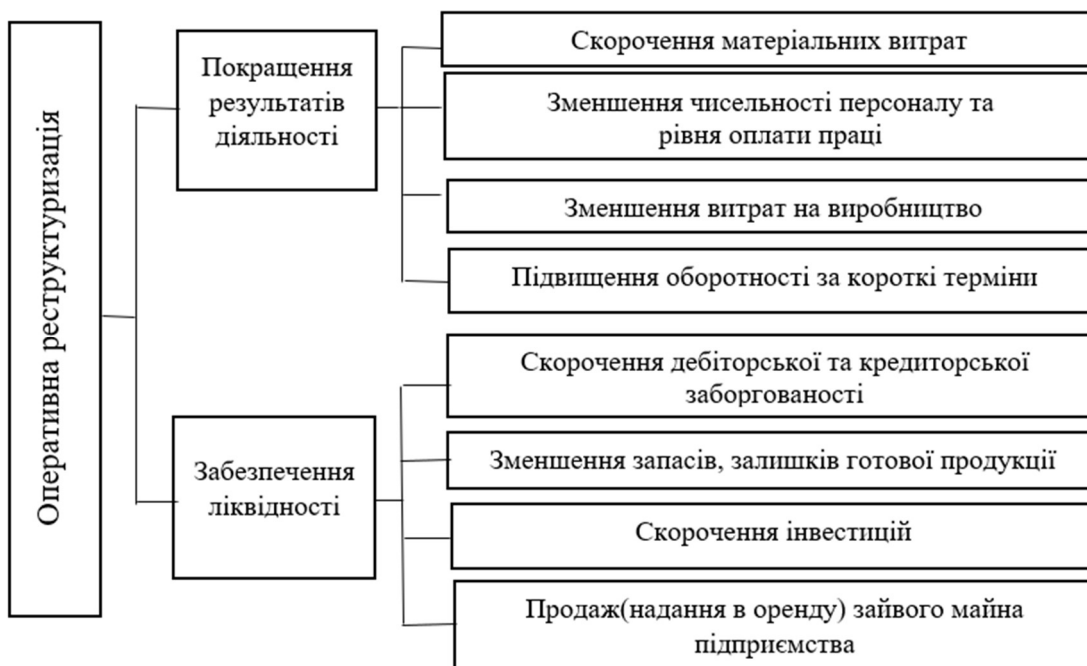 Оперативна реструктуризація
Покращення
результатів
діяльності
Скорочення матеріальних витрат
Зменшення чисельності персоналу та
рівня оплати праці
Зменшення витрат на виробництво
Підвищення оборотності за короткі терміни
Забезпечення
ліквідності
Скорочення дебіторської та кредиторської
заборгованості
Зменшення запасів, залишків готової продукції
Скорочення інвестицій
Продаж(надання в оренду) зайвого майна
підприємства